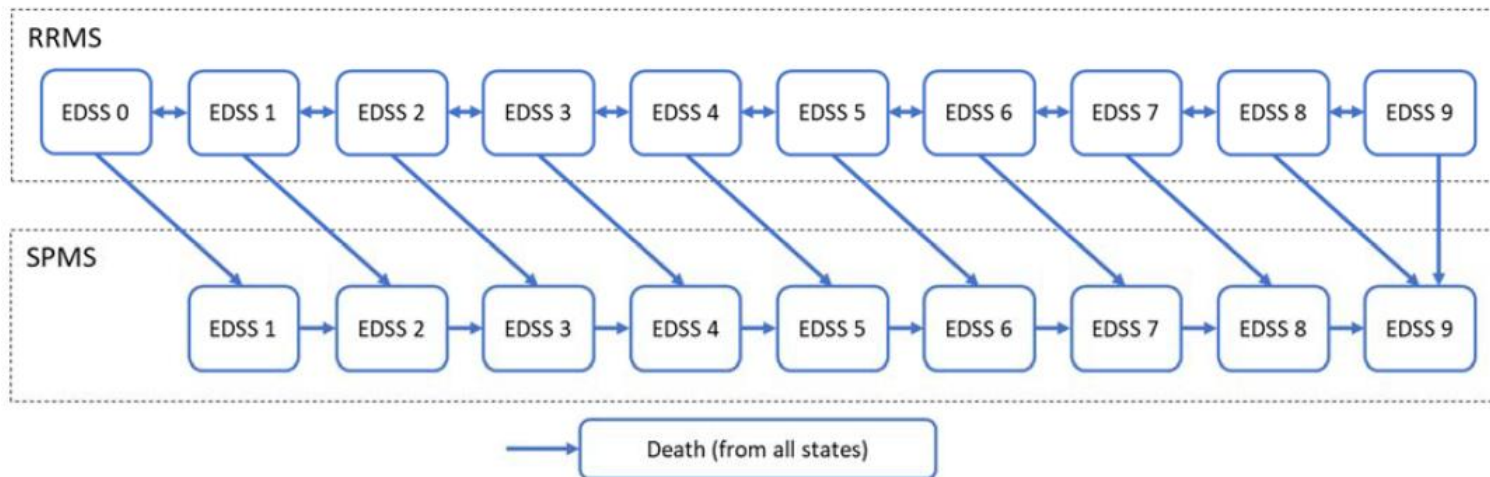 RRMS
EDSS 0 EDSS 1 EDSS 2 EDSS 3 EDSS 4 EDSS 5 EDSS 6 EDSS 7 EDSS 8 EDSS 9
SPMS
EDSS 1 EDSS 2 EDSS 3 EDSS 4 EDSS 5 EDSS 6 EDSS 7 EDSS 8 EDSS 9
Death (from all states)